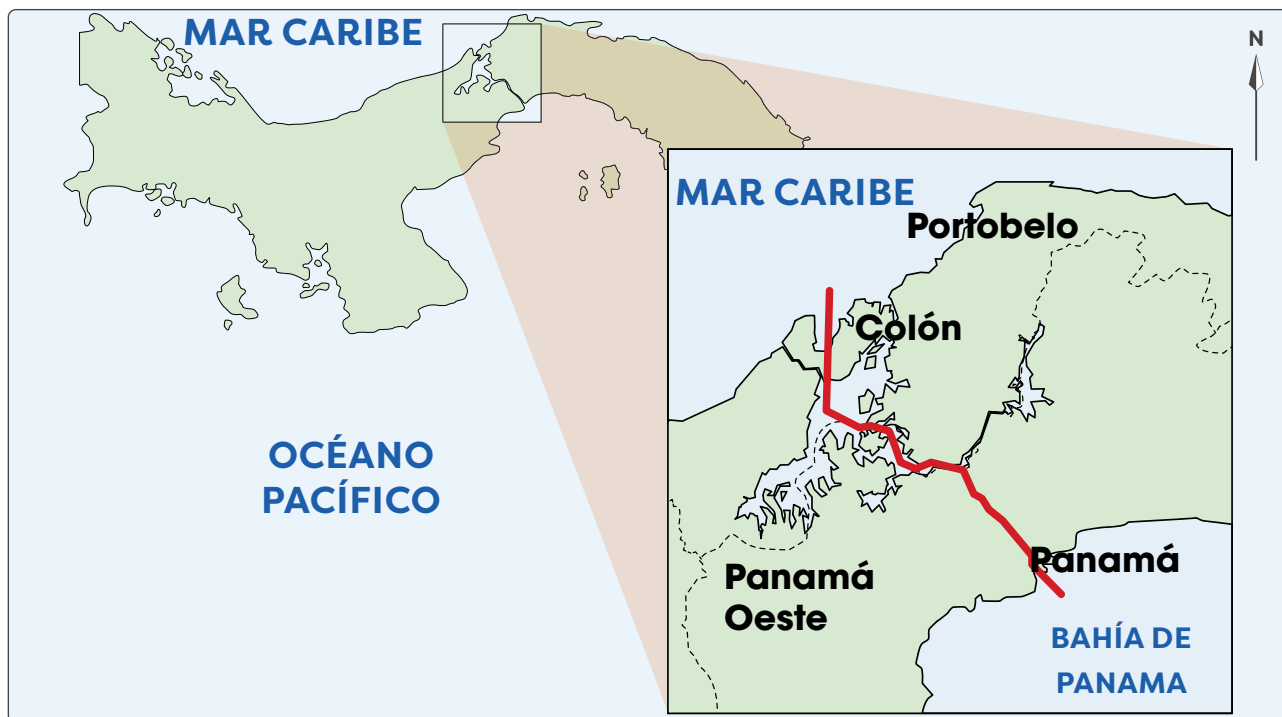 MAR CARIBE
N
MAR CARIBE
Portobelo
Colón
OCÉANO
PACÍFICO
Panamá
Panamá
Oeste
BAHÍA DE
PANAMA